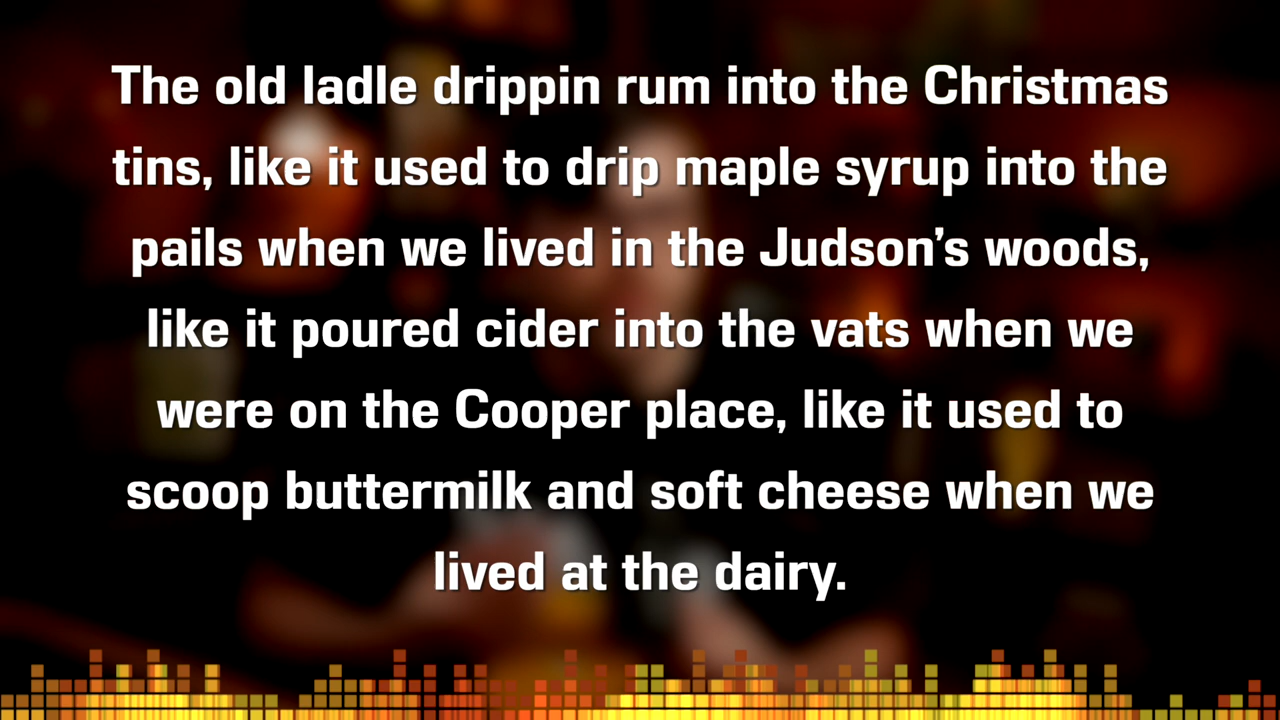 The old ladle drippin rum into the Christmas
tins, like it used to drip maple syrup into the
pails when we lived in the Judson’s woods,
like it poured cider into the vats when we
were on the Cooper place, like it used to
scoop buttermilk and soft cheese when we
lived at the dairy.